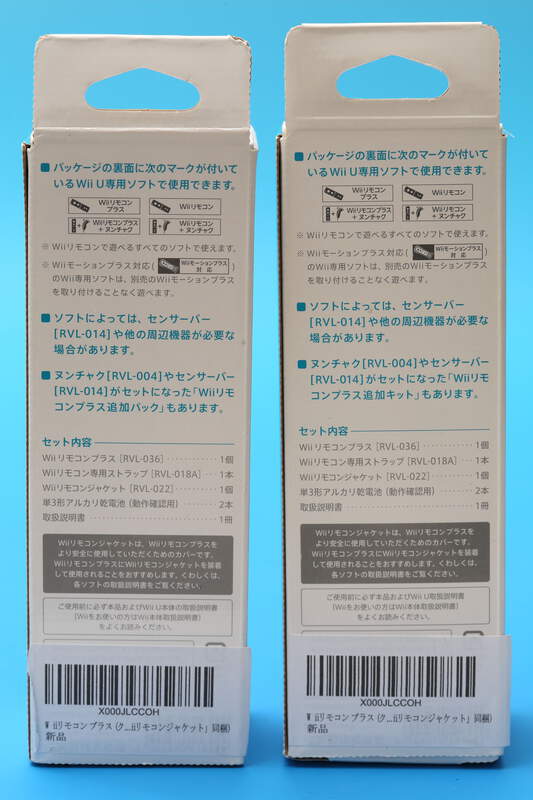 ■ パッケージの裏面に次のマークが付いて
いるWii U専用ソフトで使用できます。
Wiiリモコン
プラス
Wiiリモコン
Wiiリモコンプラス
+ ヌンチャク
Wiiリモコン
+ ヌンチャク
※ Wiiリモコンで遊べるすべてのソフトで使えます。
※ Wiiモーションプラス対応(
Wiiモーションプラス
対 応
)
のWii専用ソフトは、別売のWiiモーションプラス
を取り付けることなく遊べます。
■ ソフトによっては、センサーバー
[RVL-014]や他の周辺機器が必要な
場合があります。
■ ヌンチャク[RVL-004]やセンサーバー
[RVL-014]がセットになった「Wiiリモ
コンプラス追加パック」もあります。
セット内容
Wiiリモコンプラス [RVL-036] ・・・・・・・・・ 1個
Wiiリモコン専用ストラップ [RVL-018A] ・・・ 1本
Wiiリモコンジャケット [RVL-022] ・・・・・・ 1個
単3形アルカリ乾電池 (動作確認用) ・・・・・ 2本
取扱説明書 ・・・・・・・・・・・・・・・・・ 1冊
Wiiリモコンジャケットは、Wiiリモコンプラスを
より安全に使用していただくためのカバーです。
WiiリモコンプラスにWiiリモコンジャケットを装着
して使用されることをおすすめします。くわしくは、
各ソフトの取扱説明書をご覧ください。
ご使用前に必ず本品およびWii U本体の取扱説明書
(Wiiをお使いの方はWii本体取扱説明書)
をよくお読みください。
X000JLCCOH
Wiiリモコンプラス (ク...iiリモコンジャケット」同梱)
新品
■ パッケージの裏面に次のマークが付いて
いるWii U専用ソフトで使用できます。
Wiiリモコン
プラス
Wiiリモコン
Wiiリモコンプラス
+ ヌンチャク
Wiiリモコン
+ ヌンチャク
※ Wiiリモコンで遊べるすべてのソフトで使えます。
※ Wiiモーションプラス対応(
Wiiモーションプラス
対 応
)
のWii専用ソフトは、別売のWiiモーションプラス
を取り付けることなく遊べます。
■ ソフトによっては、センサーバー
[RVL-014]や他の周辺機器が必要な
場合があります。
■ ヌンチャク[RVL-004]やセンサーバー
[RVL-014]がセットになった「Wiiリモ
コンプラス追加キット」もあります。
セット内容
Wiiリモコンプラス [RVL-036] ・・・・・・・・・ 1個
Wiiリモコン専用ストラップ [RVL-018A] ・・・ 1本
Wiiリモコンジャケット [RVL-022] ・・・・・・ 1個
単3形アルカリ乾電池 (動作確認用) ・・・・・ 2本
取扱説明書 ・・・・・・・・・・・・・・・・・ 1冊
Wiiリモコンジャケットは、Wiiリモコンプラスを
より安全に使用していただくためのカバーです。
WiiリモコンプラスにWiiリモコンジャケットを装着
して使用されることをおすすめします。くわしくは、
各ソフトの取扱説明書をご覧ください。
ご使用前に必ず本品およびWii U取扱説明書
(Wiiをお使いの方はWii本体取扱説明書)
をよくお読みください。
X000JLCCOH
Wiiリモコンプラス (ク...iiリモコンジャケット」同梱)
新品